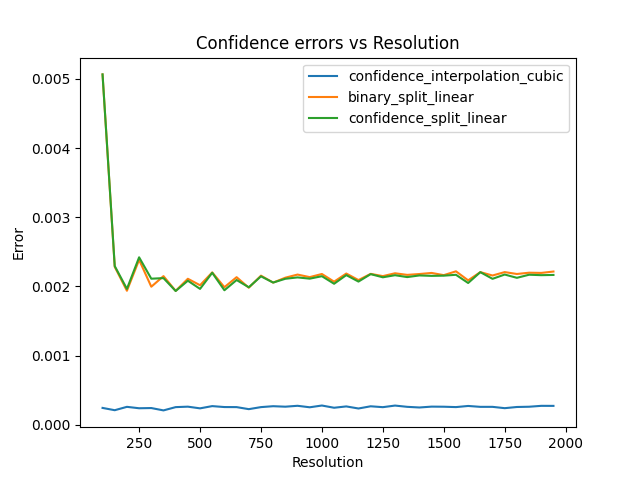 Confidence errors vs Resolution
confidence_interpolation_cubic
binary_split_linear
confidence_split_linear
Error
0.005
0.004
0.003
0.002
0.001
0.000
250 500 750 1000 1250 1500 1750 2000
Resolution